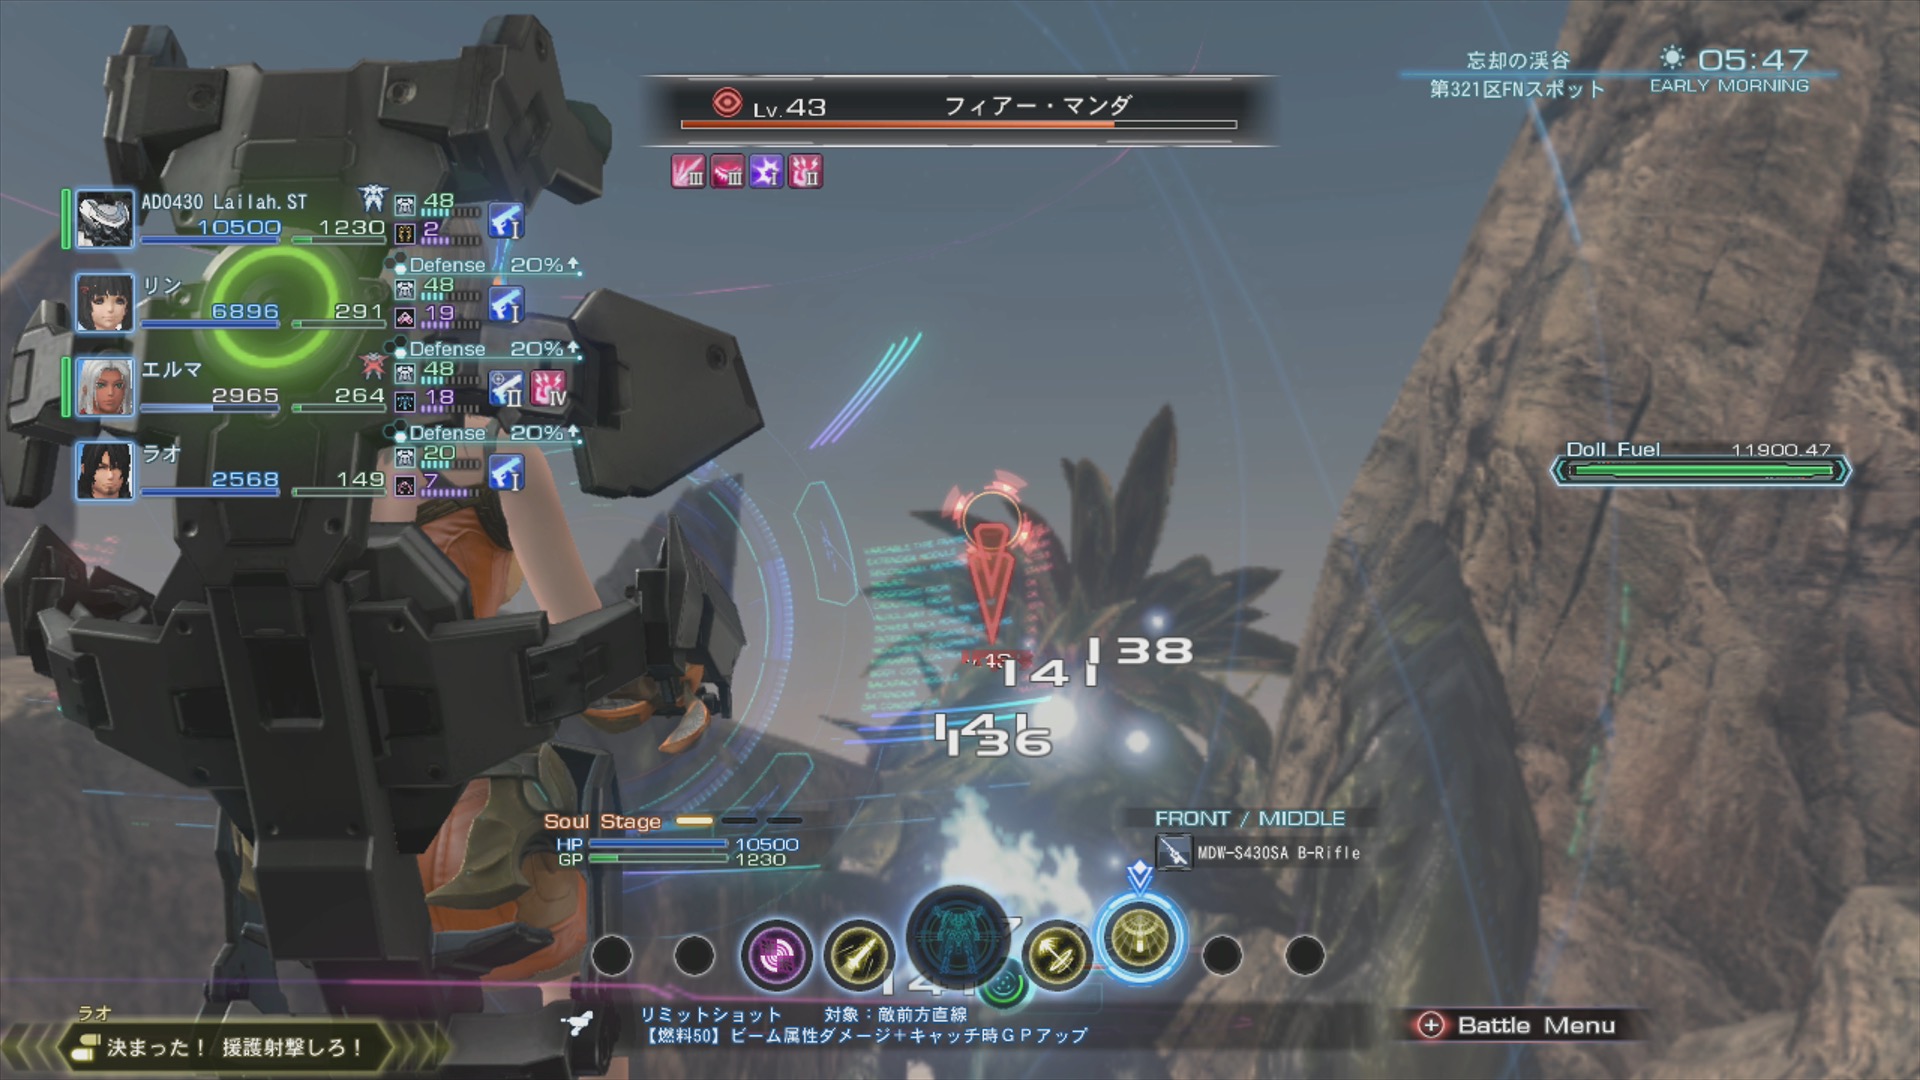 忘却の渓谷
05:47
第321区FNスポット
EARLY MORNING
Lv.43 フィアー・マンダ
III III I II
AD0430 Lailah.ST
10500 1230
48
2
I
Defense 20%↑
リン
6896 291
48
19
I
Defense 20%↑
エルマ
2965 264
48
18
II IV
Defense 20%↑
ラオ
2568 149
20
7
I
Doll Fuel 11900.47
138
141
141
136
Soul Stage
HP 10500
GP 1230
FRONT / MIDDLE
MDW-S430SA B-Rifle
141
リミットショット 対象:敵前方直線
【燃料50】ビーム属性ダメージ+キャッチ時GPアップ
ラオ
決まった! 援護射撃しろ!
+ Battle Menu